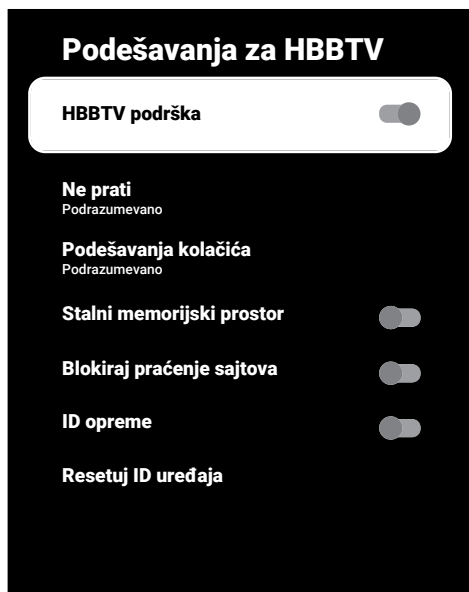 Podešavanja za HBBTV
HBBTV podrška
Ne prati
Podrazumevano
Podešavanja kolačića
Podrazumevano
Stalni memorijski prostor
Blokiraj praćenje sajtova
ID opreme
Resetuj ID uređaja